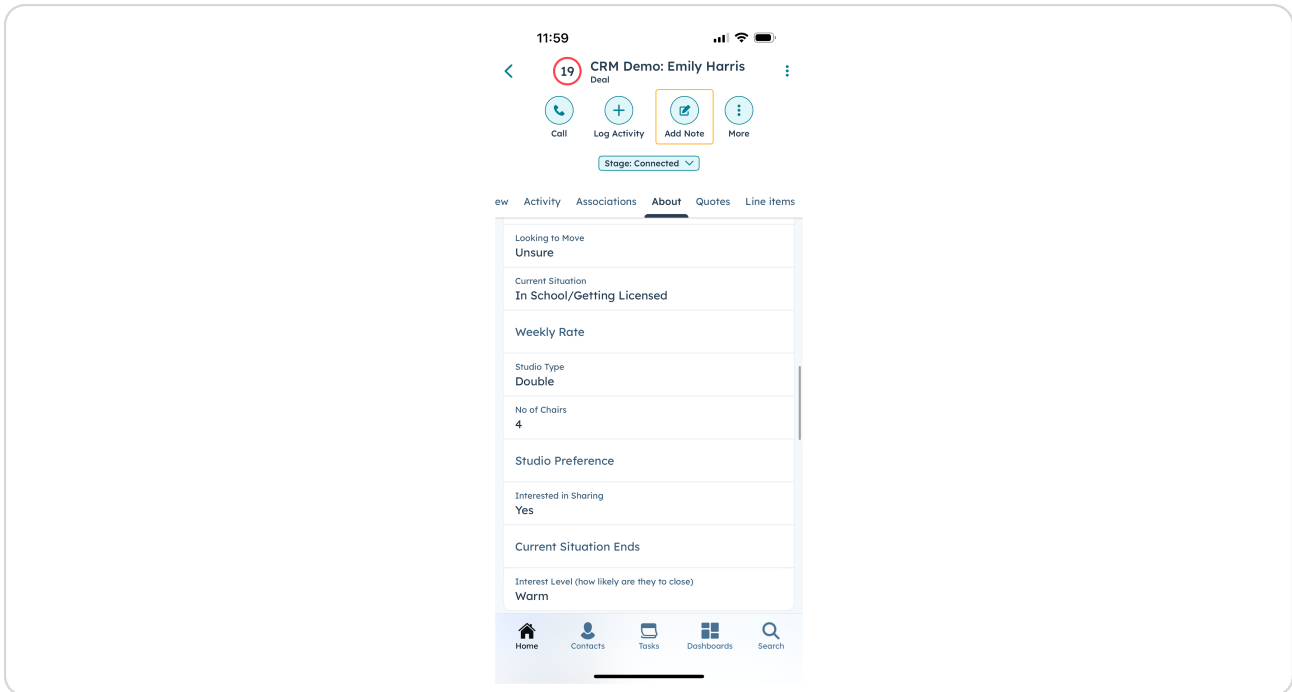 11:59
19
CRM Demo: Emily Harris
Deal
Call
Log Activity
Add Note
More
Stage: Connected
ew Activity Associations About Quotes Line items
Looking to Move
Unsure
Current Situation
In School/Getting Licensed
Weekly Rate
Studio Type
Double
No of Chairs
4
Studio Preference
Interested in Sharing
Yes
Current Situation Ends
Interest Level (how likely are they to close)
Warm
Home Contacts Tasks Dashboards Search